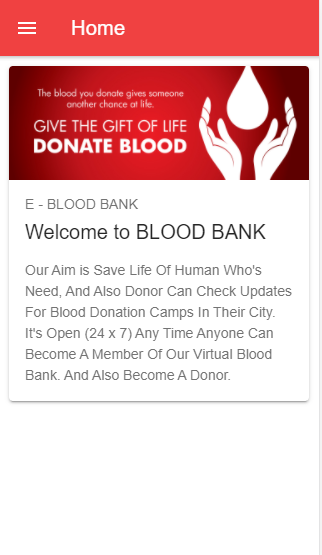 Home
The blood you donate gives someone
another chance at life.
GIVE THE GIFT OF LIFE
DONATE BLOOD
E - BLOOD BANK
Welcome to BLOOD BANK
Our Aim is Save Life Of Human Who's
Need, And Also Donor Can Check Updates
For Blood Donation Camps In Their City.
It's Open (24 x 7) Any Time Anyone Can
Become A Member Of Our Virtual Blood
Bank. And Also Become A Donor.